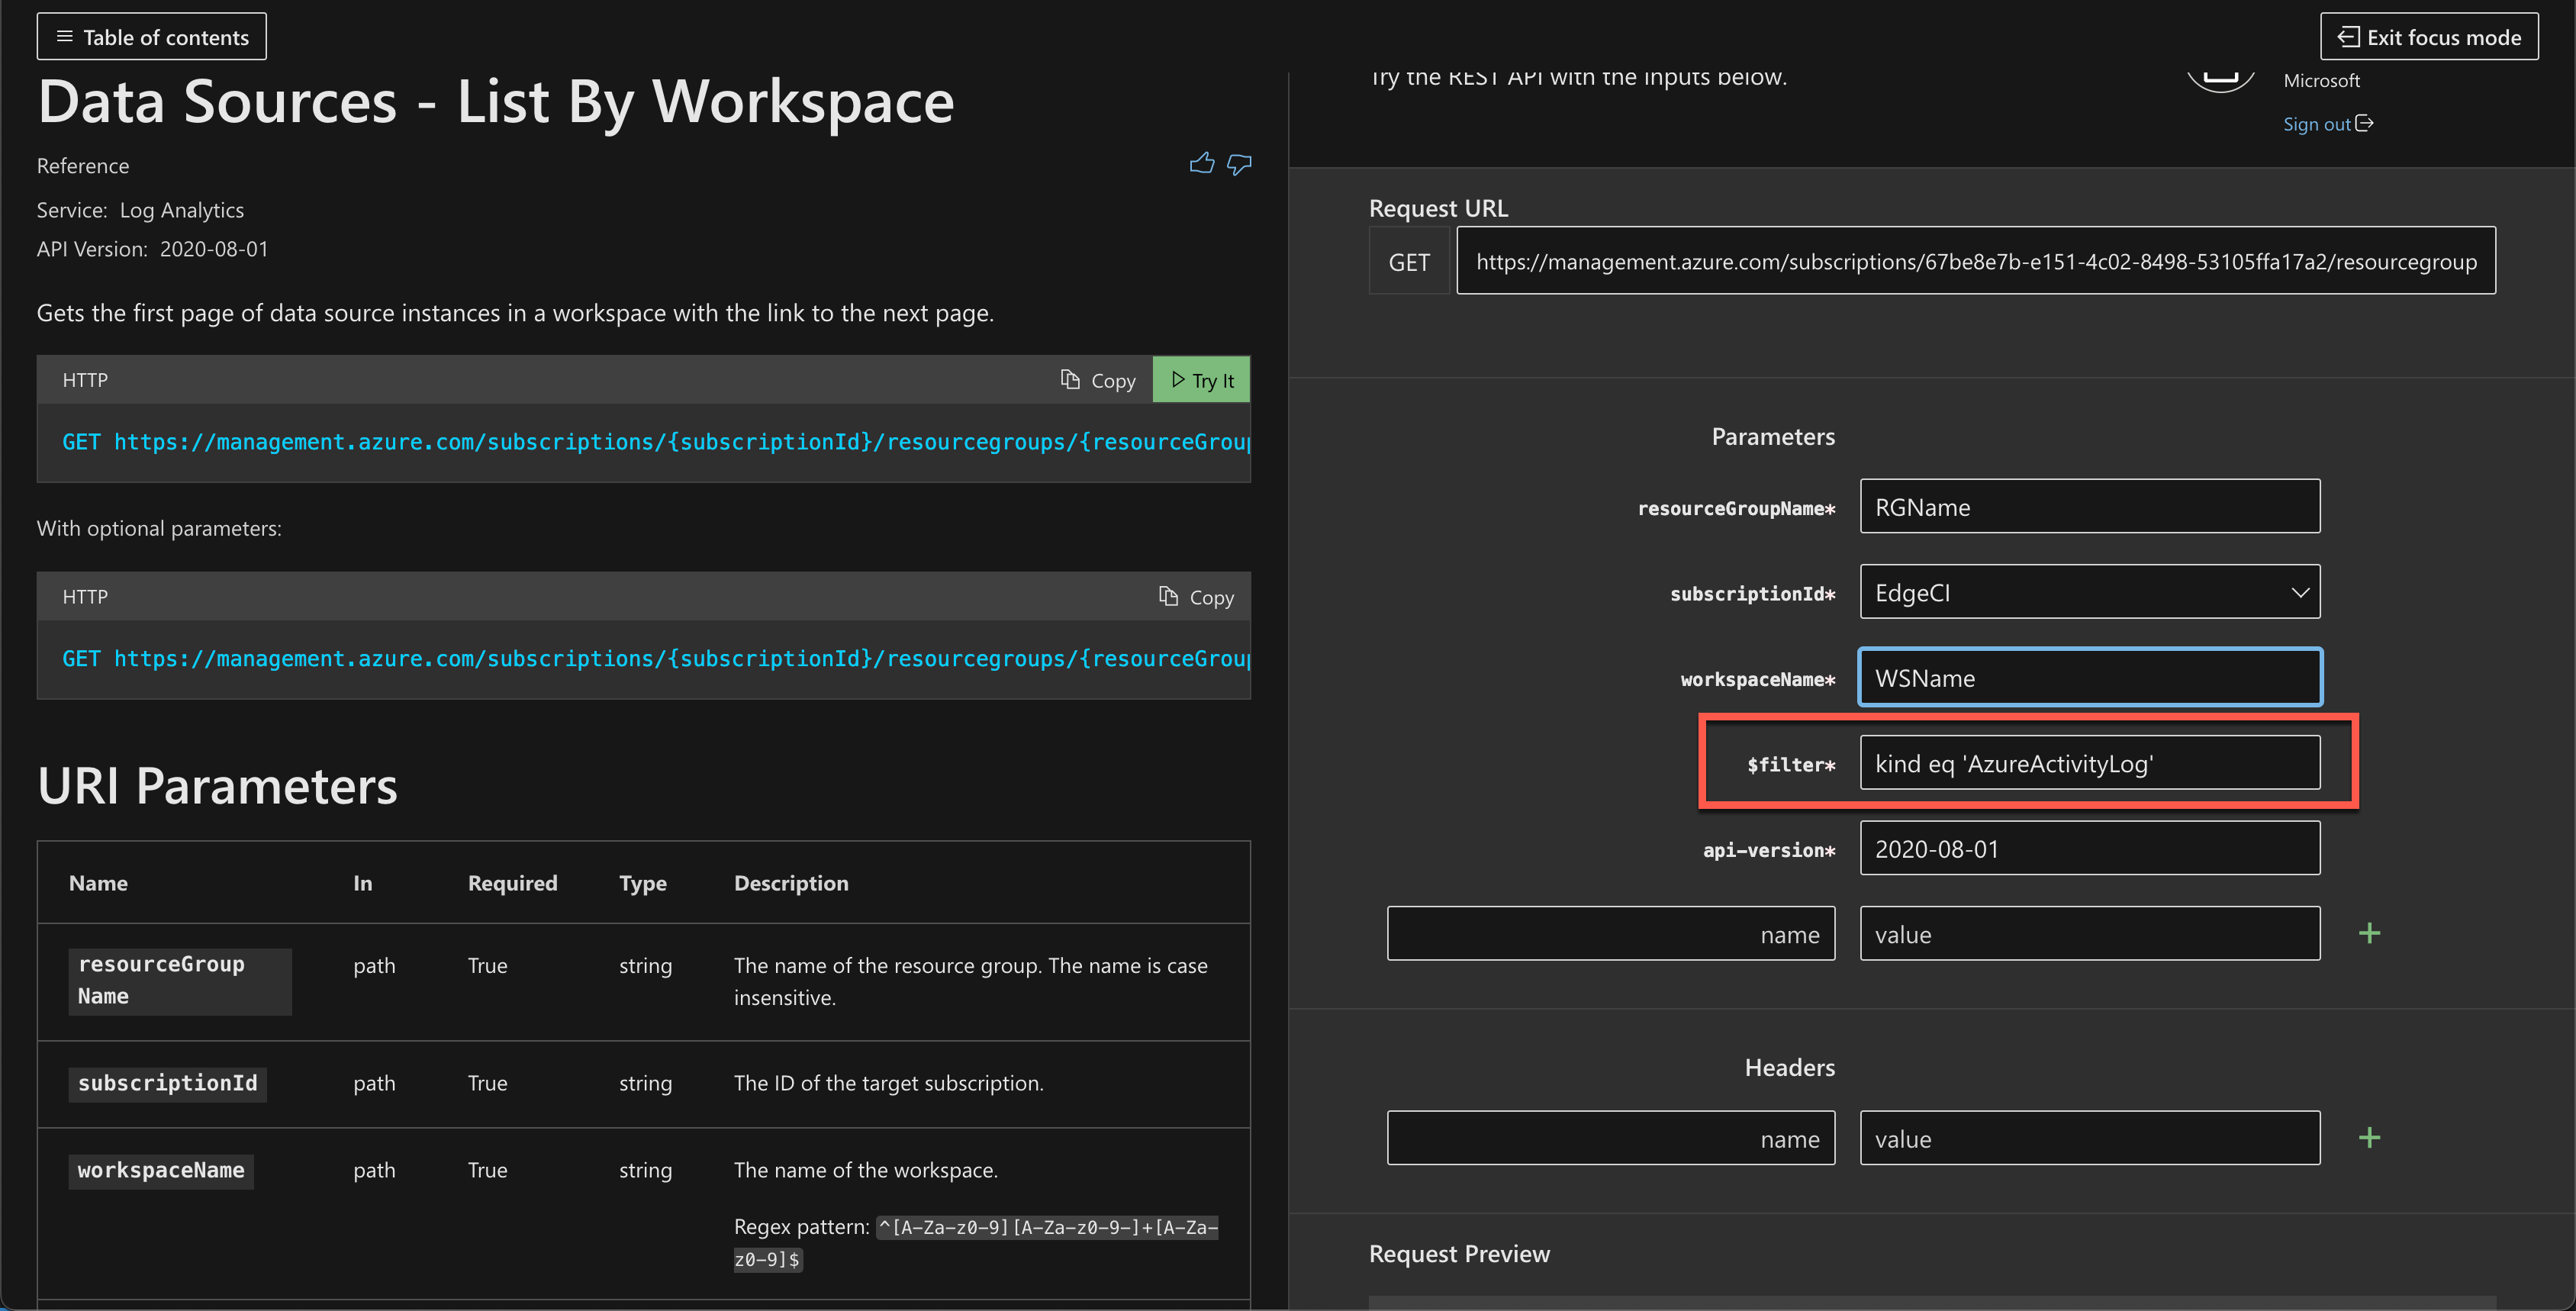 Table of contents
Exit focus mode
Data Sources - List By Workspace
Reference
Service: Log Analytics
API Version: 2020-08-01
Gets the first page of data source instances in a workspace with the link to the next page.
HTTP
Copy
Try It
GET https://management.azure.com/subscriptions/{subscriptionId}/resourcegroups/{resourceGroup
With optional parameters:
HTTP
Copy
GET https://management.azure.com/subscriptions/{subscriptionId}/resourcegroups/{resourceGroup
URI Parameters
Name In Required Type Description
resourceGroup path True string The name of the resource group. The name is case
Name insensitive.
subscriptionId path True string The ID of the target subscription.
workspaceName path True string The name of the workspace.
Regex pattern: ^[A-Za-z0-9][A-Za-z0-9-]+[A-Za-
z0-9]$
Try the REST API with the inputs below.
Microsoft
Sign out
Request URL
GET https://management.azure.com/subscriptions/67be8e7b-e151-4c02-8498-53105ffa17a2/resourcegroup
Parameters
resourceGroupName* RGName
subscriptionId* EdgeCI
workspaceName* WSName
$filter* kind eq 'AzureActivityLog'
api-version* 2020-08-01
name value +
Headers
name value +
Request Preview